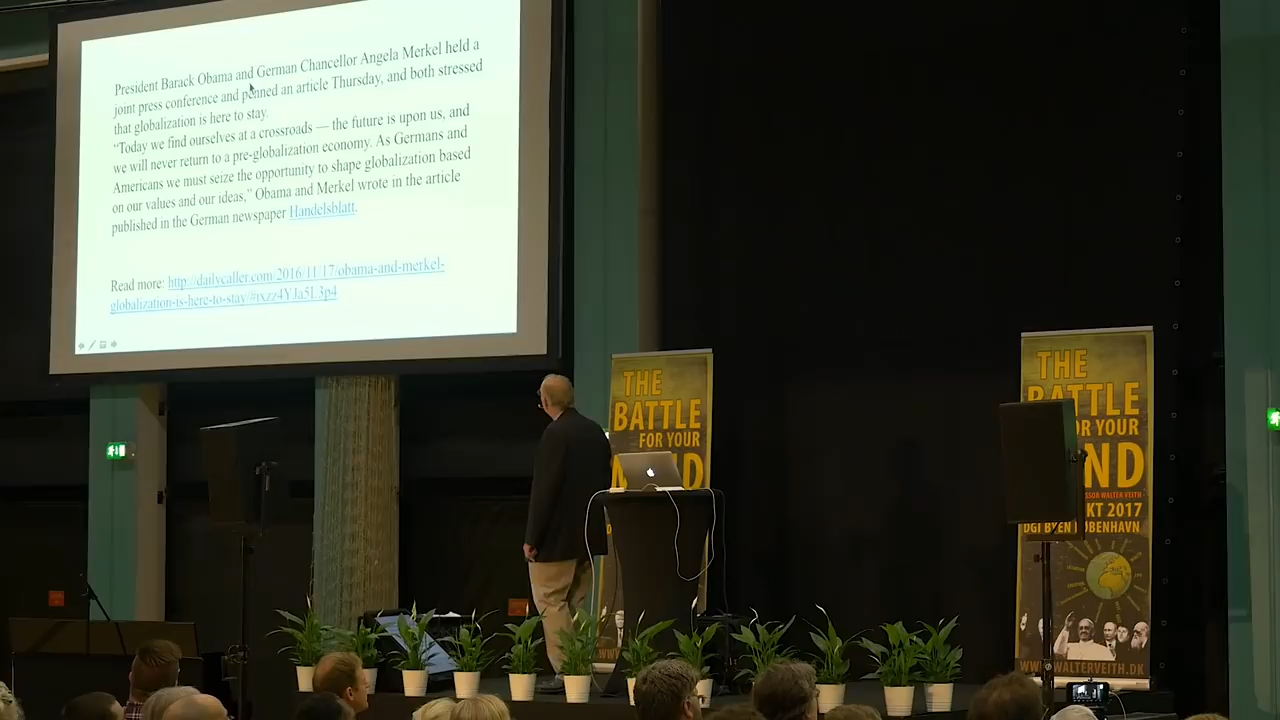 President Barack Obama and German Chancellor Angela Merkel held a
joint press conference and penned an article Thursday, and both stressed
that globalization is here to stay.
“Today we find ourselves at a crossroads — the future is upon us, and
we will never return to a pre-globalization economy. As Germans and
Americans we must seize the opportunity to shape globalization based
on our values and our ideas,” Obama and Merkel wrote in the article
published in the German newspaper Handelsblatt.
Read more: http://dailycaller.com/2016/11/17/obama-and-merkel-
globalization-is-here-to-stay/#ixzz4YJa5L3p4
THE
BATTLE
FOR YOUR
THE
BATTLE
FOR YOUR
WALTER VEITH
KT 2017
DGI BYEN KØBENHAVN
WALTERVEITH.DK